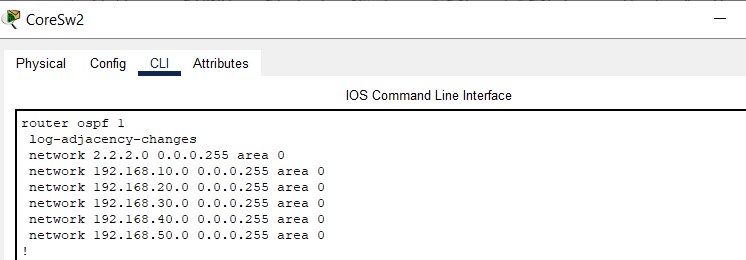 CoreSw2
Physical Config CLI Attributes
IOS Command Line Interface
router ospf 1
log-adjacency-changes
network 2.2.2.0 0.0.0.255 area 0
network 192.168.10.0 0.0.0.255 area 0
network 192.168.20.0 0.0.0.255 area 0
network 192.168.30.0 0.0.0.255 area 0
network 192.168.40.0 0.0.0.255 area 0
network 192.168.50.0 0.0.0.255 area 0
!